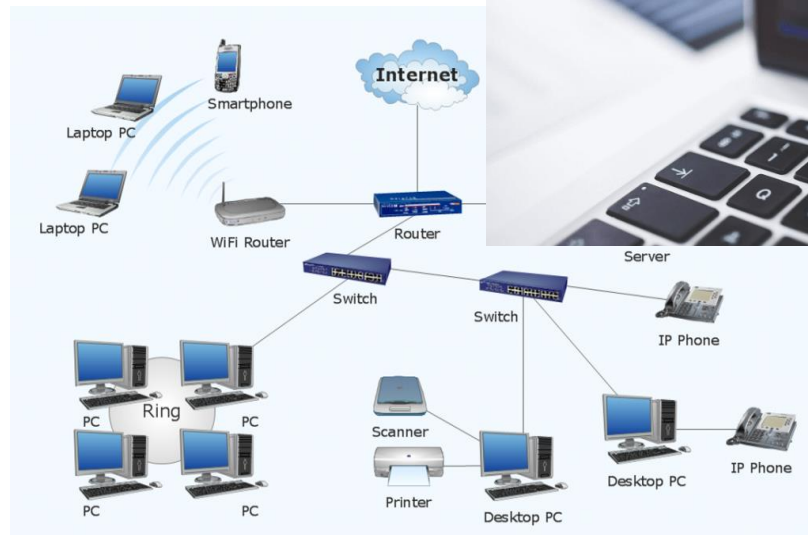 Internet
Smartphone
Laptop PC
Laptop PC
WiFi Router
Router
Server
Switch
Switch
IP Phone
Ring
PC
PC
Scanner
PC
PC
Printer
Desktop PC
Desktop PC
IP Phone
Q